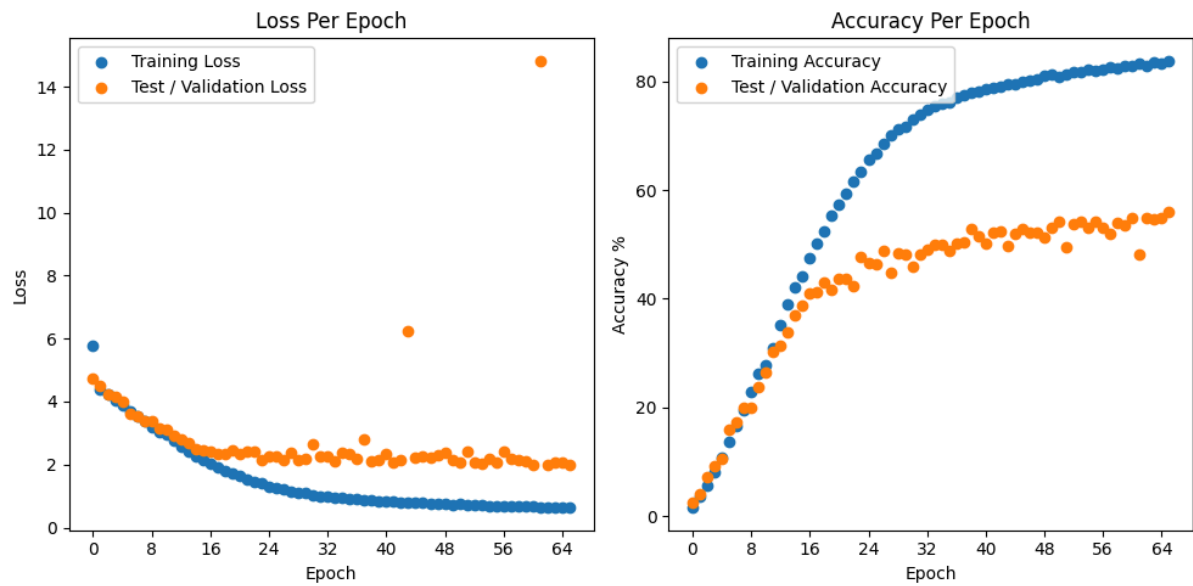 Loss Per Epoch
Training Loss
Test / Validation Loss
14
12
10
8
6
4
2
0
Loss
0 8 16 24 32 40 48 56 64
Epoch
Accuracy Per Epoch
Training Accuracy
Test / Validation Accuracy
80
60
40
20
0
Accuracy %
0 8 16 24 32 40 48 56 64
Epoch